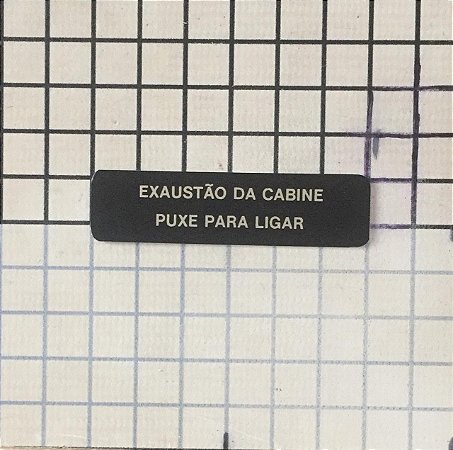 EXAUSTÃO DA CABINE
PUXE PARA LIGAR